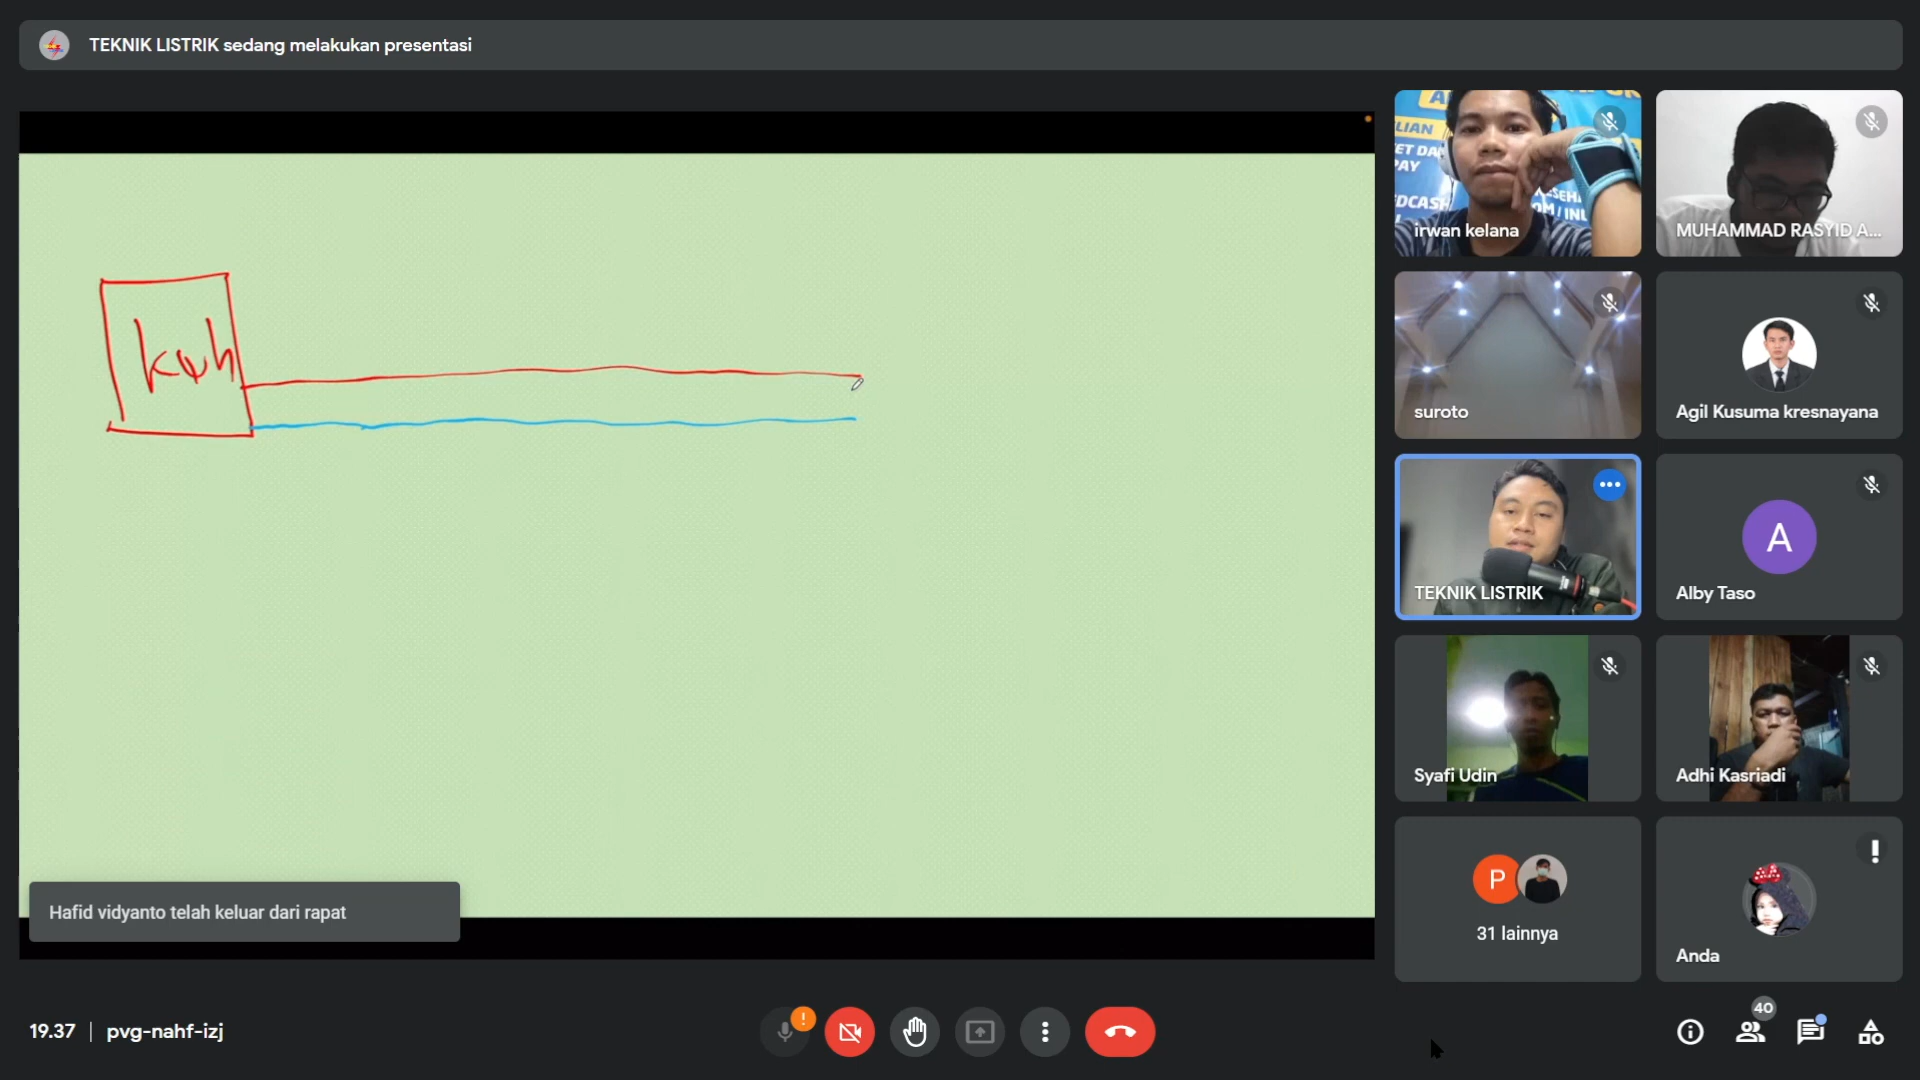 TEKNIK LISTRIK sedang melakukan presentasi
kwh
irwan kelana
MUHAMMAD RASYID A...
suroto
Agil Kusuma kresnayana
TEKNIK LISTRIK
A
Alby Taso
Syafi Udin
Adhi Kasriadi
P
31 lainnya
Anda
Hafid vidyanto telah keluar dari rapat
19.37 | pvg-nahf-izj
40